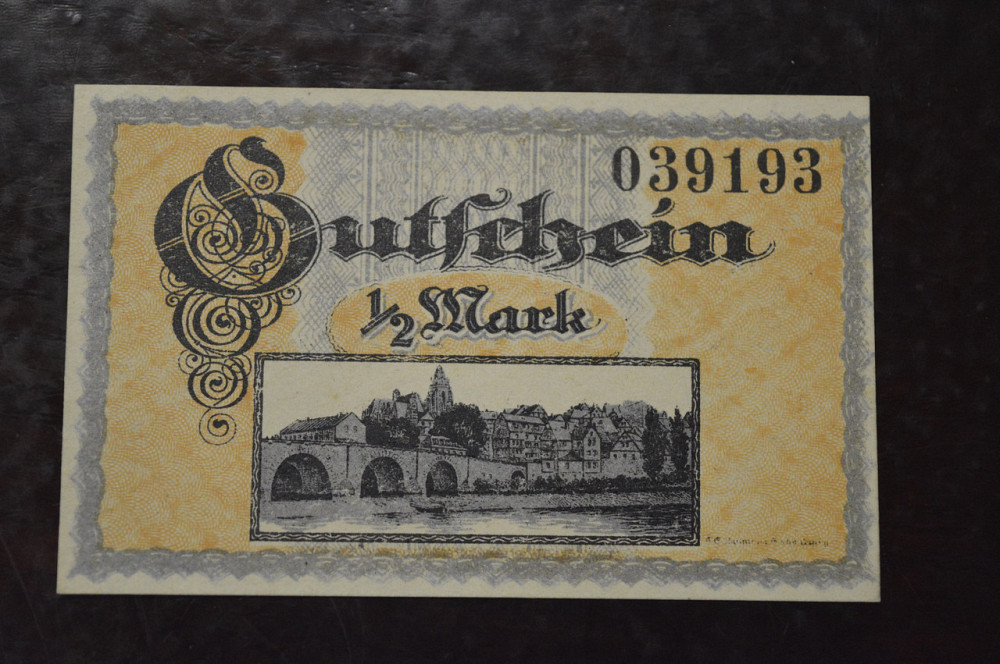 039193
Gutschein
1/2 Mark